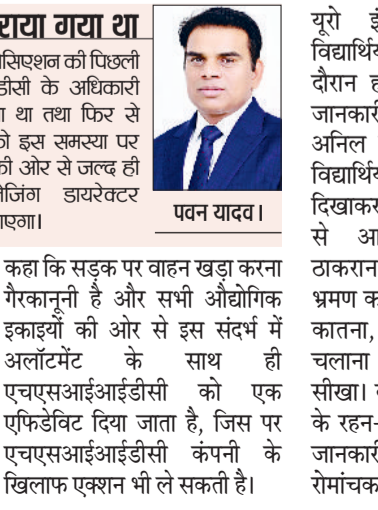 राया गया था
सिएशन की पिछली
डीसी के अधिकारी
था तथा फिर से
इस समस्या पर
की ओर से जल्द ही
डायरेक्टर
पवन यादव।
कहा कि सड़क पर वाहन खड़ा करना
गैरकानूनी है और सभी औद्योगिक
इकाइयों की ओर से इस संदर्भ में
अलॉटमेंट के साथ ही
एचएसआईआईडीसी को एक
एफिडेविट दिया जाता है, जिस पर
एचएसआईआईडीसी कंपनी के
खिलाफ एक्शन भी ले सकती है।
यूरो
विद्यार्थिय
दौरान
जानकारी
अनिल
विद्यार्थिय
दिखाकर
से
ठाकरान
भ्रमण
कातना,
चलाना
सीखा।
के रहन-
जानकारी
रोमांचक